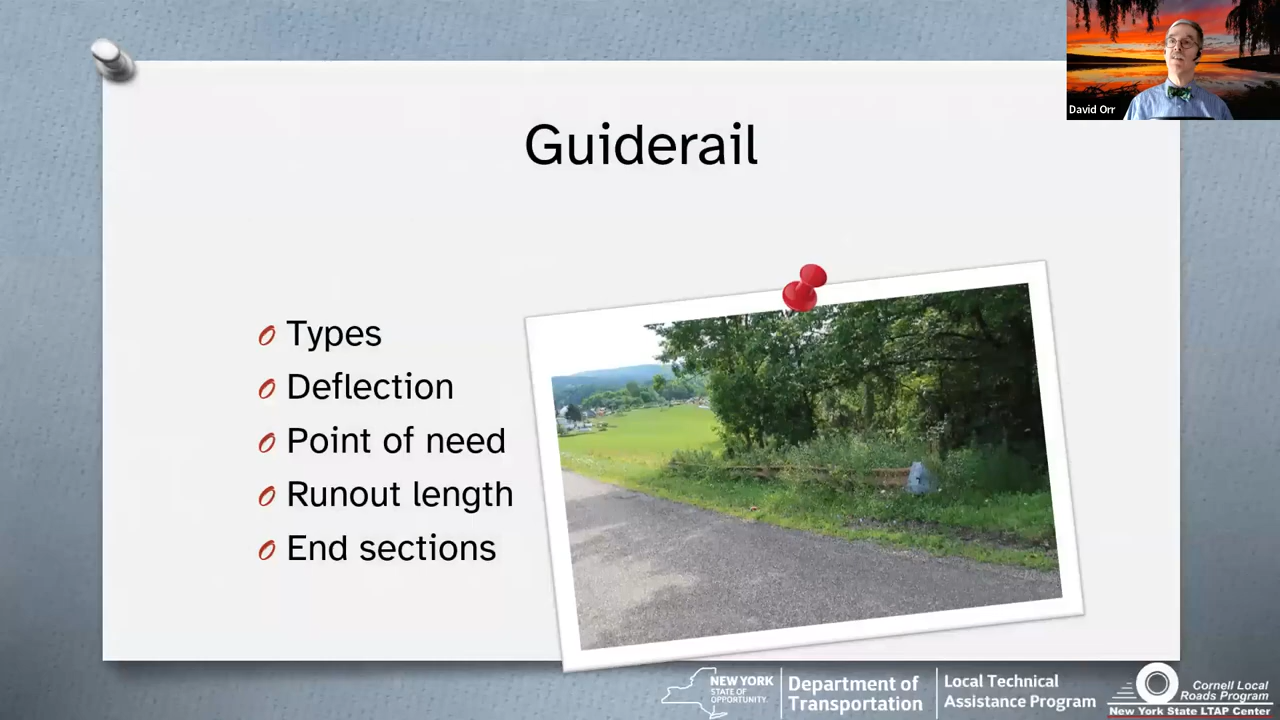 David Orr
Guiderail
Types
Deflection
Point of need
Runout length
End sections
NEW YORK
STATE OF
OPPORTUNITY.
Department of
Transportation
Local Technical
Assistance Program
Cornell Local
Roads Program
New York State LTAP Center